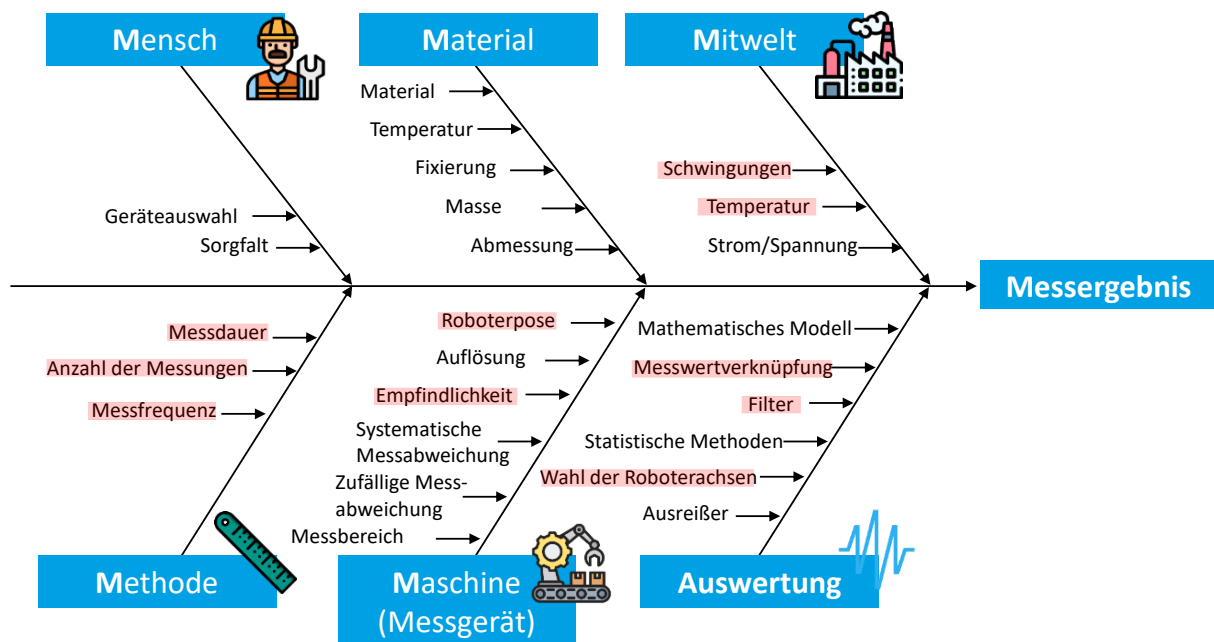 Mensch
Material
Mitwelt
Material
Temperatur
Fixierung
Masse
Abmessung
Schwingungen
Temperatur
Strom/Spannung
Geräteauswahl
Sorgfalt
Messergebnis
Messdauer
Anzahl der Messungen
Messfrequenz
Roboterpose
Auflösung
Empfindlichkeit
Systematische
Messabweichung
Zufällige Mess-
abweichung
Messbereich
Mathematisches Modell
Messwertverknüpfung
Filter
Statistische Methoden
Wahl der Roboterachsen
Ausreißer
Methode
Maschine
(Messgerät)
Auswertung